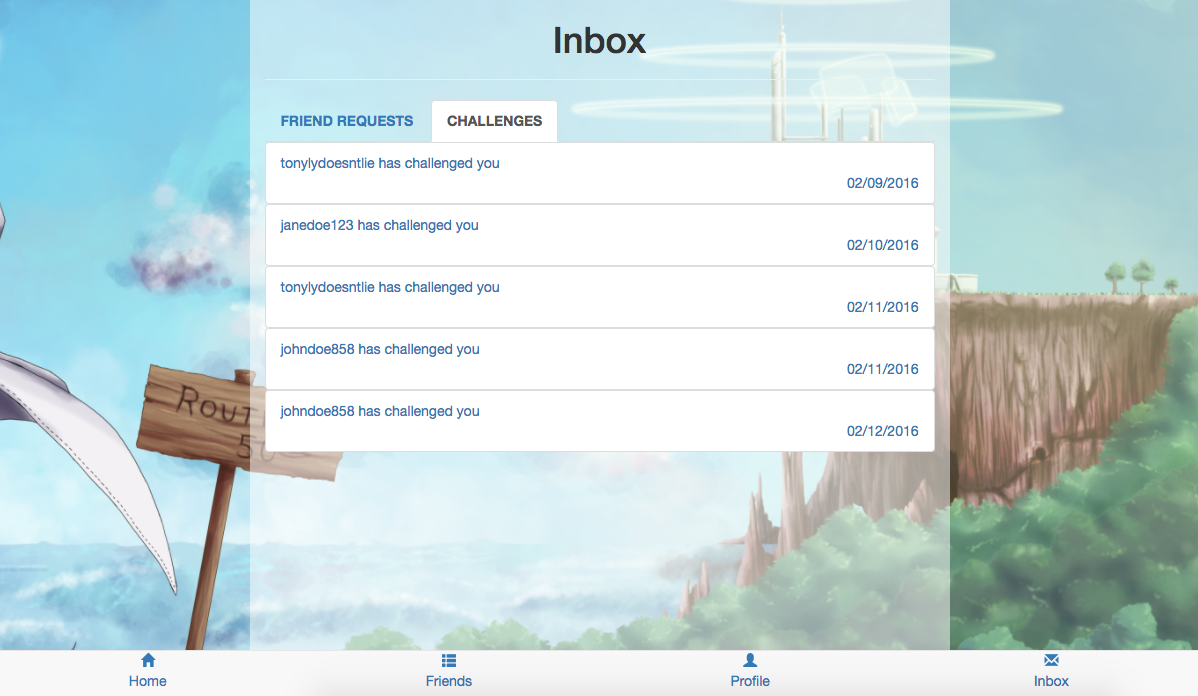 Inbox
FRIEND REQUESTS CHALLENGES
tonylydoesntlie has challenged you
02/09/2016
janedoe123 has challenged you
02/10/2016
tonylydoesntlie has challenged you
02/11/2016
johndoe858 has challenged you
02/11/2016
johndoe858 has challenged you
02/12/2016
Home Friends Profile Inbox